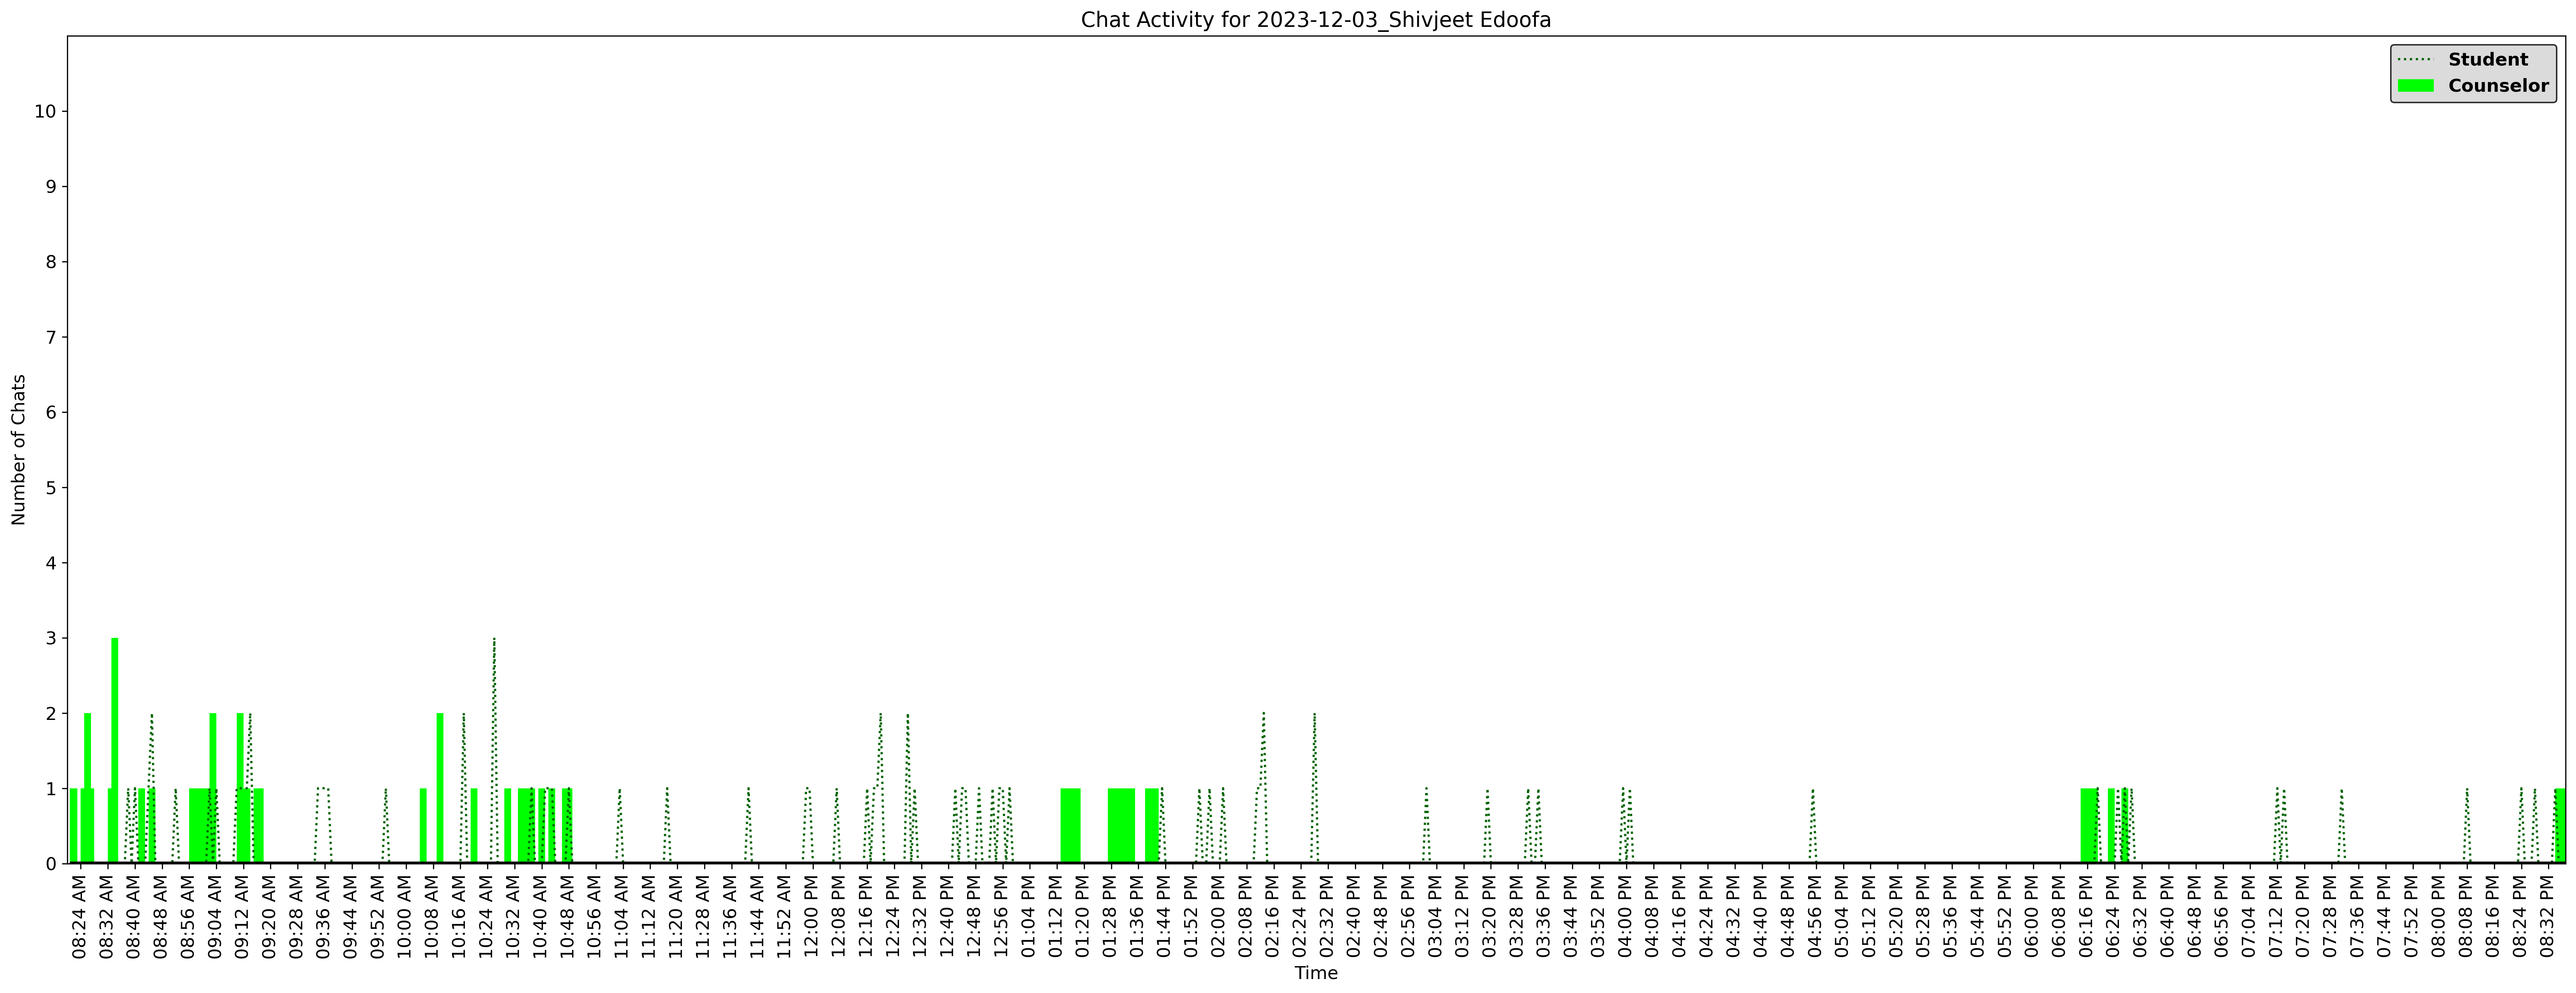 Chat Activity for 2023-12-03_Shivjeet Edoofa
Student
Counselor
Number of Chats
10
9
8
7
6
5
4
3
2
1
0
08:24 AM
08:32 AM
08:40 AM
08:48 AM
08:56 AM
09:04 AM
09:12 AM
09:20 AM
09:28 AM
09:36 AM
09:44 AM
09:52 AM
10:00 AM
10:08 AM
10:16 AM
10:24 AM
10:32 AM
10:40 AM
10:48 AM
10:56 AM
11:04 AM
11:12 AM
11:20 AM
11:28 AM
11:36 AM
11:44 AM
11:52 AM
12:00 PM
12:08 PM
12:16 PM
12:24 PM
12:32 PM
12:40 PM
12:48 PM
12:56 PM
01:04 PM
01:12 PM
01:20 PM
01:28 PM
01:36 PM
01:44 PM
01:52 PM
02:00 PM
02:08 PM
02:16 PM
02:24 PM
02:32 PM
02:40 PM
02:48 PM
02:56 PM
03:04 PM
03:12 PM
03:20 PM
03:28 PM
03:36 PM
03:44 PM
03:52 PM
04:00 PM
04:08 PM
04:16 PM
04:24 PM
04:32 PM
04:40 PM
04:48 PM
04:56 PM
05:04 PM
05:12 PM
05:20 PM
05:28 PM
05:36 PM
05:44 PM
05:52 PM
06:00 PM
06:08 PM
06:16 PM
06:24 PM
06:32 PM
06:40 PM
06:48 PM
06:56 PM
07:04 PM
07:12 PM
07:20 PM
07:28 PM
07:36 PM
07:44 PM
07:52 PM
08:00 PM
08:08 PM
08:16 PM
08:24 PM
08:32 PM
Time